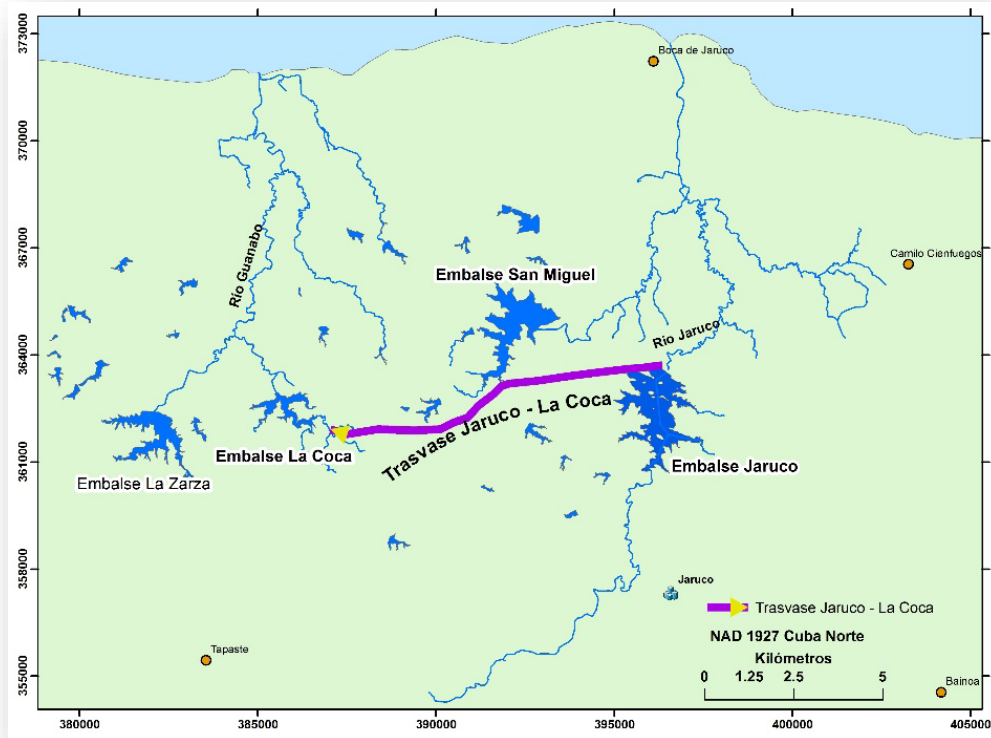 373000
370000
367000
364000
361000
358000
355000
Boca de Jaruco
Camilo Cienfuegos
Río Guanabo
Embalse San Miguel
Río Jaruco
Trasvase Jaruco - La Coca
Embalse La Coca
Embalse La Zarza
Embalse Jaruco
Jaruco
Trasvase Jaruco - La Coca
NAD 1927 Cuba Norte
Kilómetros
0 1.25 2.5 5
Tapaste
Bainoa
380000 385000 390000 395000 400000 405000